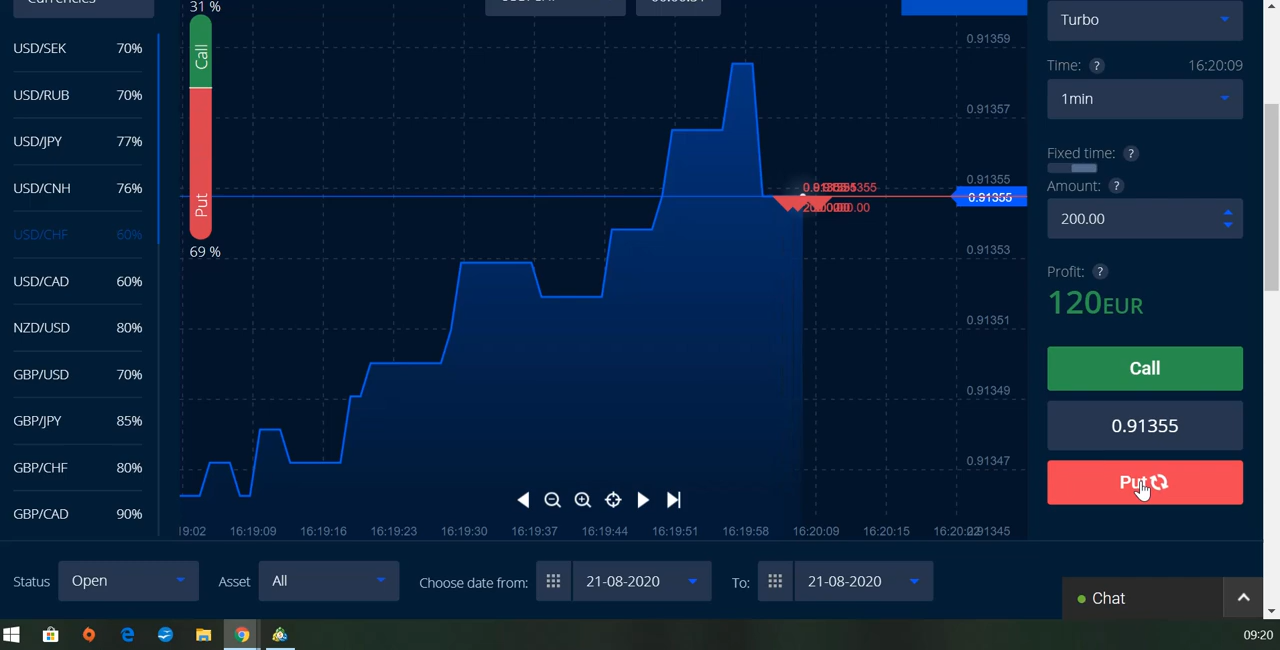 31 %
Call
Put
69 %
USD/SEK 70%
USD/RUB 70%
USD/JPY 77%
USD/CNH 76%
USD/CHF 60%
USD/CAD 60%
NZD/USD 80%
GBP/USD 70%
GBP/JPY 85%
GBP/CHF 80%
GBP/CAD 90%
0.91359
0.91357
0.91355
0.91355
0.91353
0.91351
0.91349
0.91347
0.91345
16:19:09 16:19:16 16:19:23 16:19:30 16:19:37 16:19:44 16:19:51 16:19:58 16:20:09 16:20:15
Turbo
Time: ? 16:20:09
1min
Fixed time: ?
Amount: ?
200.00
Profit: ?
120EUR
Call
0.91355
Put
Status Open Asset All Choose date from: 21-08-2020 To: 21-08-2020
Chat
09:20